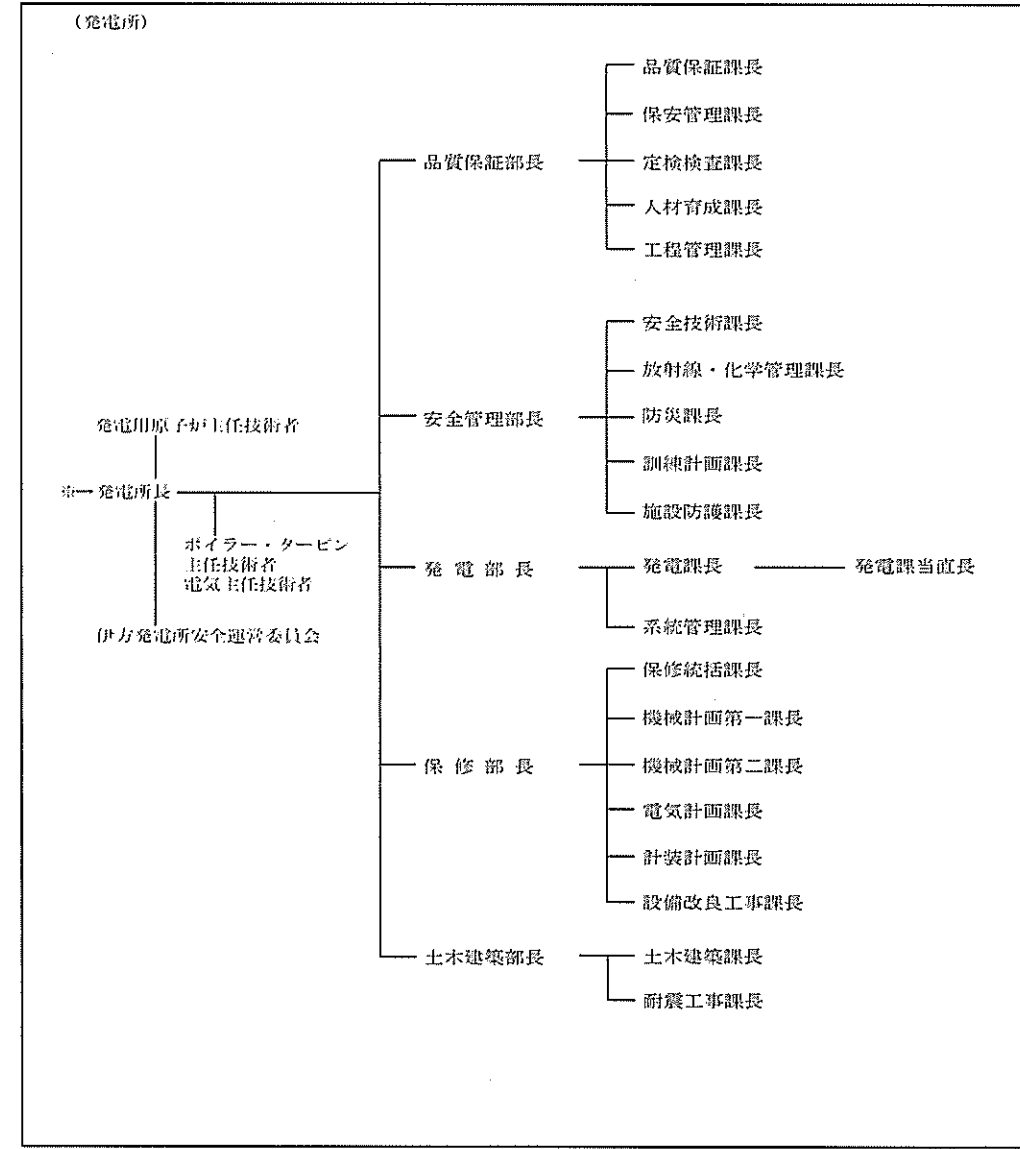 （発電所）
品質保証課長
保安管理課長
品質保証部長
定検検査課長
人材育成課長
工程管理課長
安全技術課長
放射線・化学管理課長
安全管理部長
防災課長
訓練計画課長
施設防護課長
発電用原子炉主任技術者
※
発電所長
ボイラー・タービン
主任技術者
電気主任技術者
伊方発電所安全運営委員会
発電部長
発電課長
発電課当直長
系統管理課長
保修統括課長
機械計画第一課長
保修部長
機械計画第二課長
電気計画課長
計装計画課長
設備改良工事課長
土木建築部長
土木建築課長
耐震工事課長